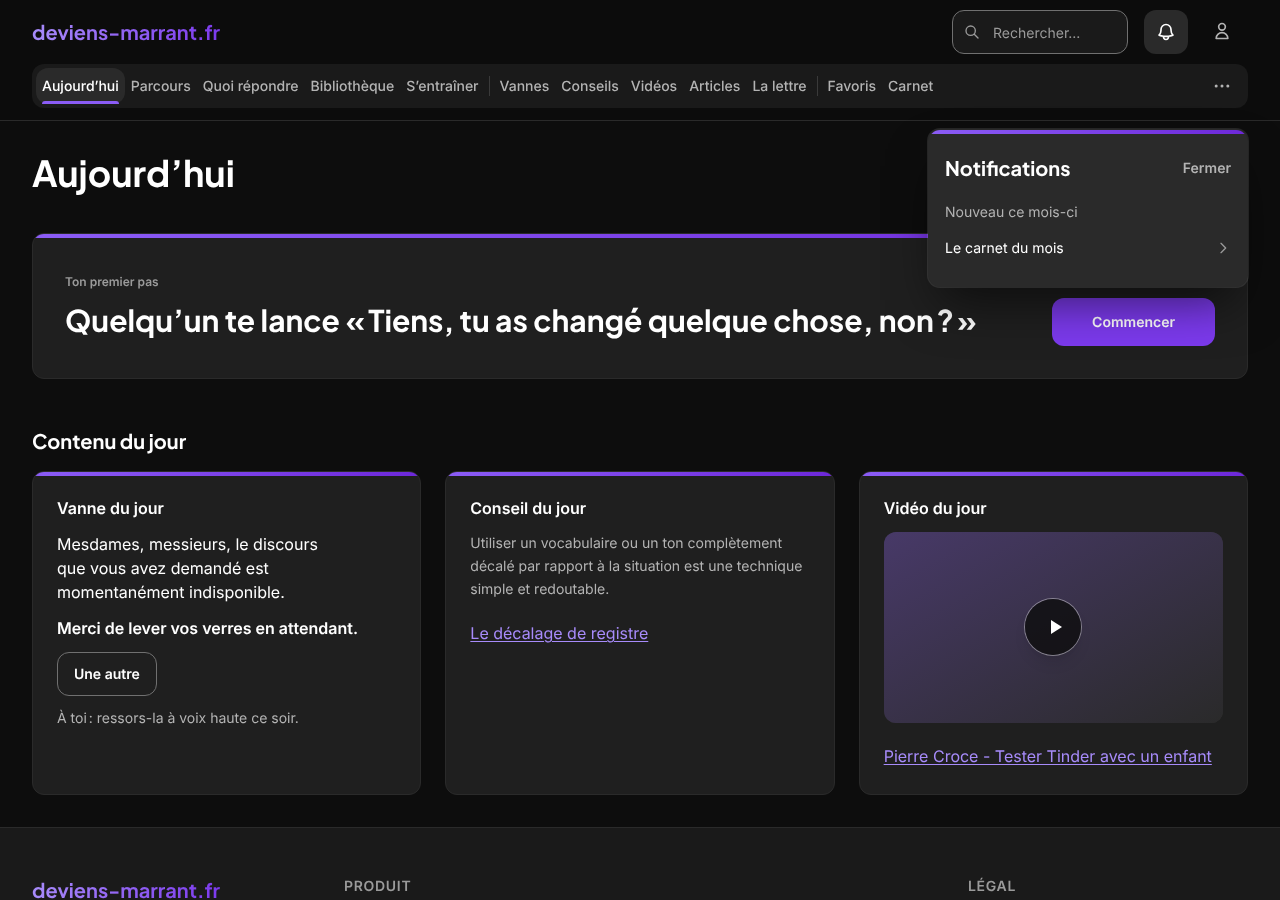 deviens-marrant.fr
Rechercher...
Aujourd’hui Parcours Quoi répondre Bibliothèque S’entraîner Vannes Conseils Vidéos Articles La lettre Favoris Carnet
Aujourd’hui
Notifications
Fermer
Nouveau ce mois-ci
Le carnet du mois
Ton premier pas
Quelqu’un te lance « Tiens, tu as changé quelque chose, non ? »
Commencer
Contenu du jour
Vanne du jour
Mesdames, messieurs, le discours
que vous avez demandé est
momentanément indisponible.
Merci de lever vos verres en attendant.
Une autre
À toi : ressors-la à voix haute ce soir.
Conseil du jour
Utiliser un vocabulaire ou un ton complètement
décalé par rapport à la situation est une technique
simple et redoutable.
Le décalage de registre
Vidéo du jour
Pierre Croce - Tester Tinder avec un enfant
deviens-marrant.fr
PRODUIT
LÉGAL